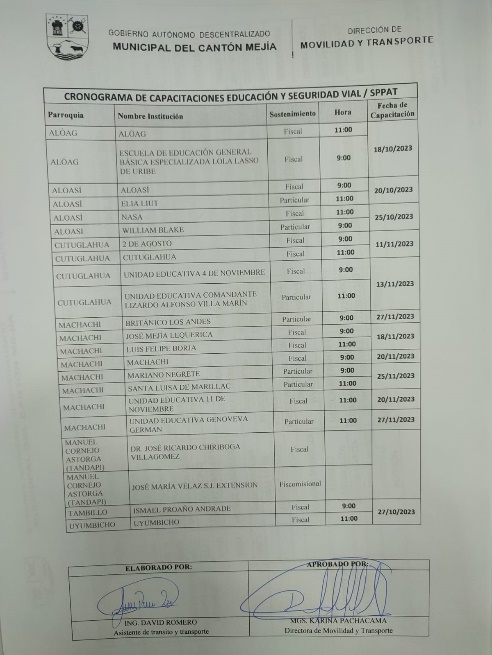 GOBIERNO AUTÓNOMO DESCENTRALIZADO
MUNICIPAL DEL CANTÓN MEJÍA
DIRECCIÓN DE
MOVILIDAD Y TRANSPORTE
CRONOGRAMA DE CAPACITACIONES EDUCACIÓN Y SEGURIDAD VIAL / SPPAT
Parroquia Nombre Institución Sostenimiento Hora Fecha de Capacitación
ALÓAG ALÓAG Fiscal 11:00
18/10/2023
ALÓAG ESCUELA DE EDUCACIÓN GENERAL
BÁSICA ESPECIALIZADA LOLA LASSO
DE URIBE Fiscal 9:00
ALOASÍ ALOASÍ Fiscal 9:00 20/10/2023
ALOASÍ ELIA LIUT Particular 11:00
ALOASÍ NASA Fiscal 11:00 25/10/2023
ALOASÍ WILLIAM BLAKE Particular 9:00
CUTUGLAHUA 2 DE AGOSTO Fiscal 9:00 11/11/2023
CUTUGLAHUA CUTUGLAHUA Fiscal 11:00
CUTUGLAHUA UNIDAD EDUCATIVA 4 DE NOVIEMBRE Fiscal 9:00
13/11/2023
CUTUGLAHUA UNIDAD EDUCATIVA COMANDANTE
LIZARDO ALFONSO VILLA MARÍN Particular 11:00
MACHACHI BRITANICO LOS ANDES Particular 9:00 27/11/2023
MACHACHI JOSÉ MEJÍA LEQUERICA Fiscal 9:00 18/11/2023
MACHACHI LUIS FELIPE BORJA Fiscal 11:00
MACHACHI MACHACHI Fiscal 9:00 20/11/2023
MACHACHI MARIANO NEGRETE Particular 9:00 25/11/2023
MACHACHI SANTA LUISA DE MARILLAC Particular 11:00
MACHACHI UNIDAD EDUCATIVA 11 DE
NOVIEMBRE Fiscal 11:00 20/11/2023
MACHACHI UNIDAD EDUCATIVA GENOVEVA
GERMAN Particular 11:00 27/11/2023
MANUEL
CORNEJO
ASTORGA
(TANDAPI) DR. JOSÉ RICARDO CHIRIBOGA
VILLAGOMEZ Fiscal
MANUEL
CORNEJO
ASTORGA
(TANDAPI) JOSÉ MARÍA VELAZ S.J. EXTENSION Fiscomisional
TAMBILLO ISMAEL PROAÑO ANDRADE Fiscal 9:00 27/10/2023
UYUMBICHO UYUMBICHO Fiscal 11:00
ELABORADO POR: APROBADO POR:
ING. DAVID ROMERO MGS. KARINA PACHACAMA
Asistente de transito y transporte Directora de Movilidad y Transporte